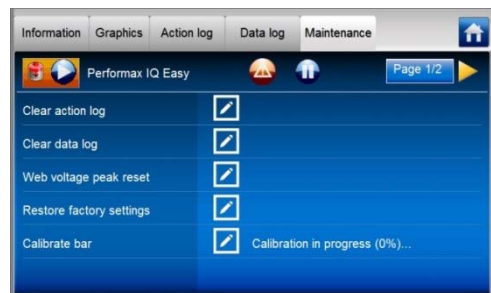 Information Graphics Action log Data log Maintenance
Performax IQ Easy Page 1/2
Clear action log
Clear data log
Web voltage peak reset
Restore factory settings
Calibrate bar Calibration in progress (0%)...